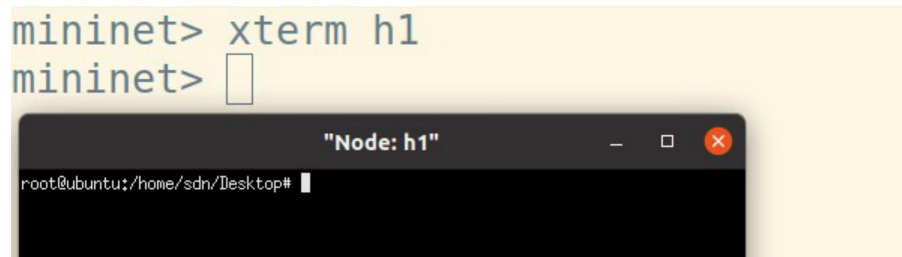 mininet> xterm h1
mininet>
"Node: h1"
root@ubuntu:/home/sdn/Desktop#